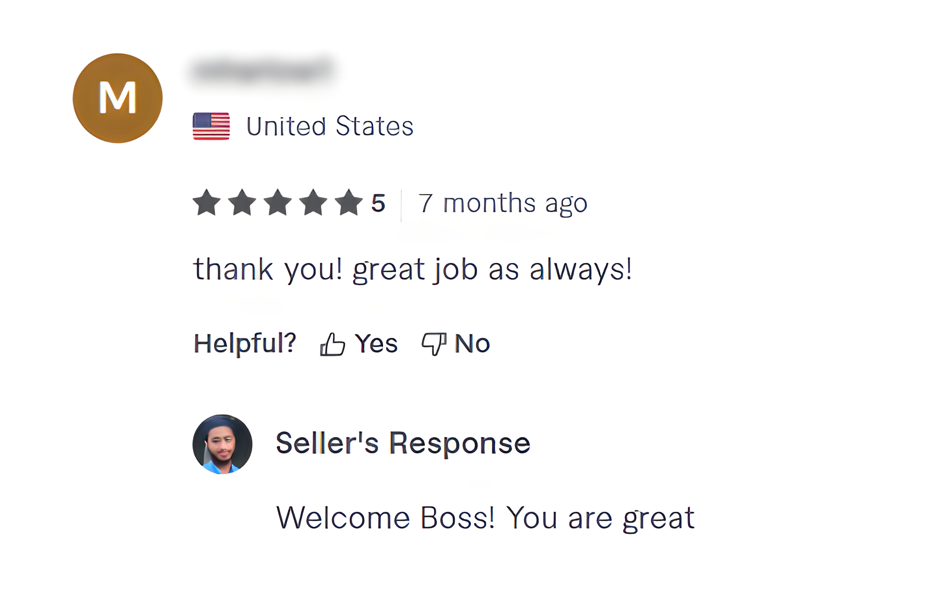 M
United States
5 7 months ago
thank you! great job as always!
Helpful? Yes No
Seller's Response
Welcome Boss! You are great